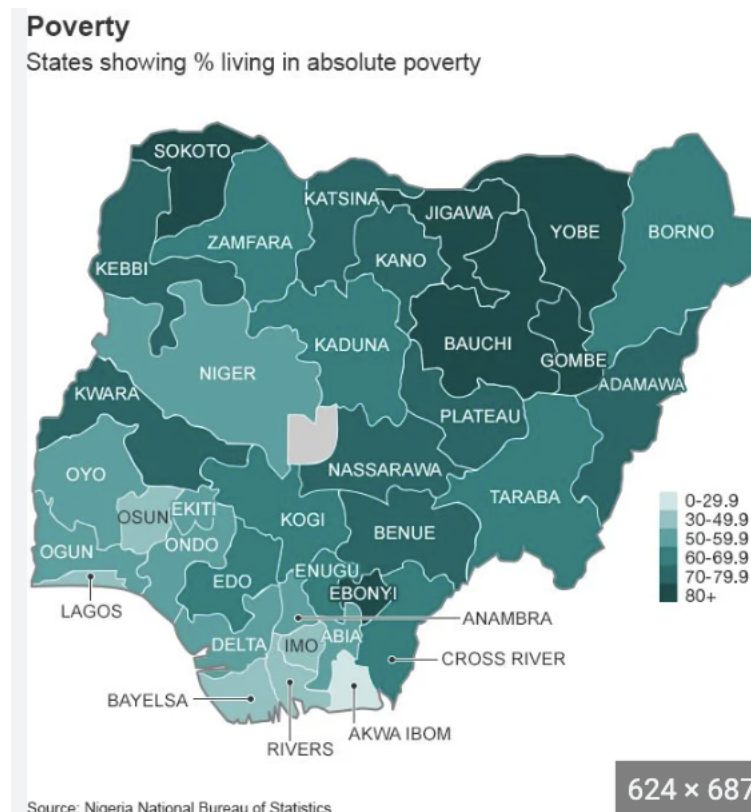 Poverty
States showing % living in absolute poverty
SOKOTO
KATSINA
JIGAWA
YOBE
BORNO
ZAMFARA
KANO
KEBBI
KADUNA
BAUCHI
GOMBE
NIGER
ADAMAWA
KWARA
PLATEAU
NASSARAWA
OYO
TARABA
OSUN
EKITI
KOGI
BENUE
OGUN
ONDO
EDO
ENUGU
EBONYI
LAGOS
ANAMBRA
DELTA
IMO
ABIA
CROSS RIVER
BAYELSA
RIVERS
AKWA IBOM
0-29.9
30-49.9
50-59.9
60-69.9
70-79.9
80+
624 × 687
Source: Nigeria National Bureau of Statistics